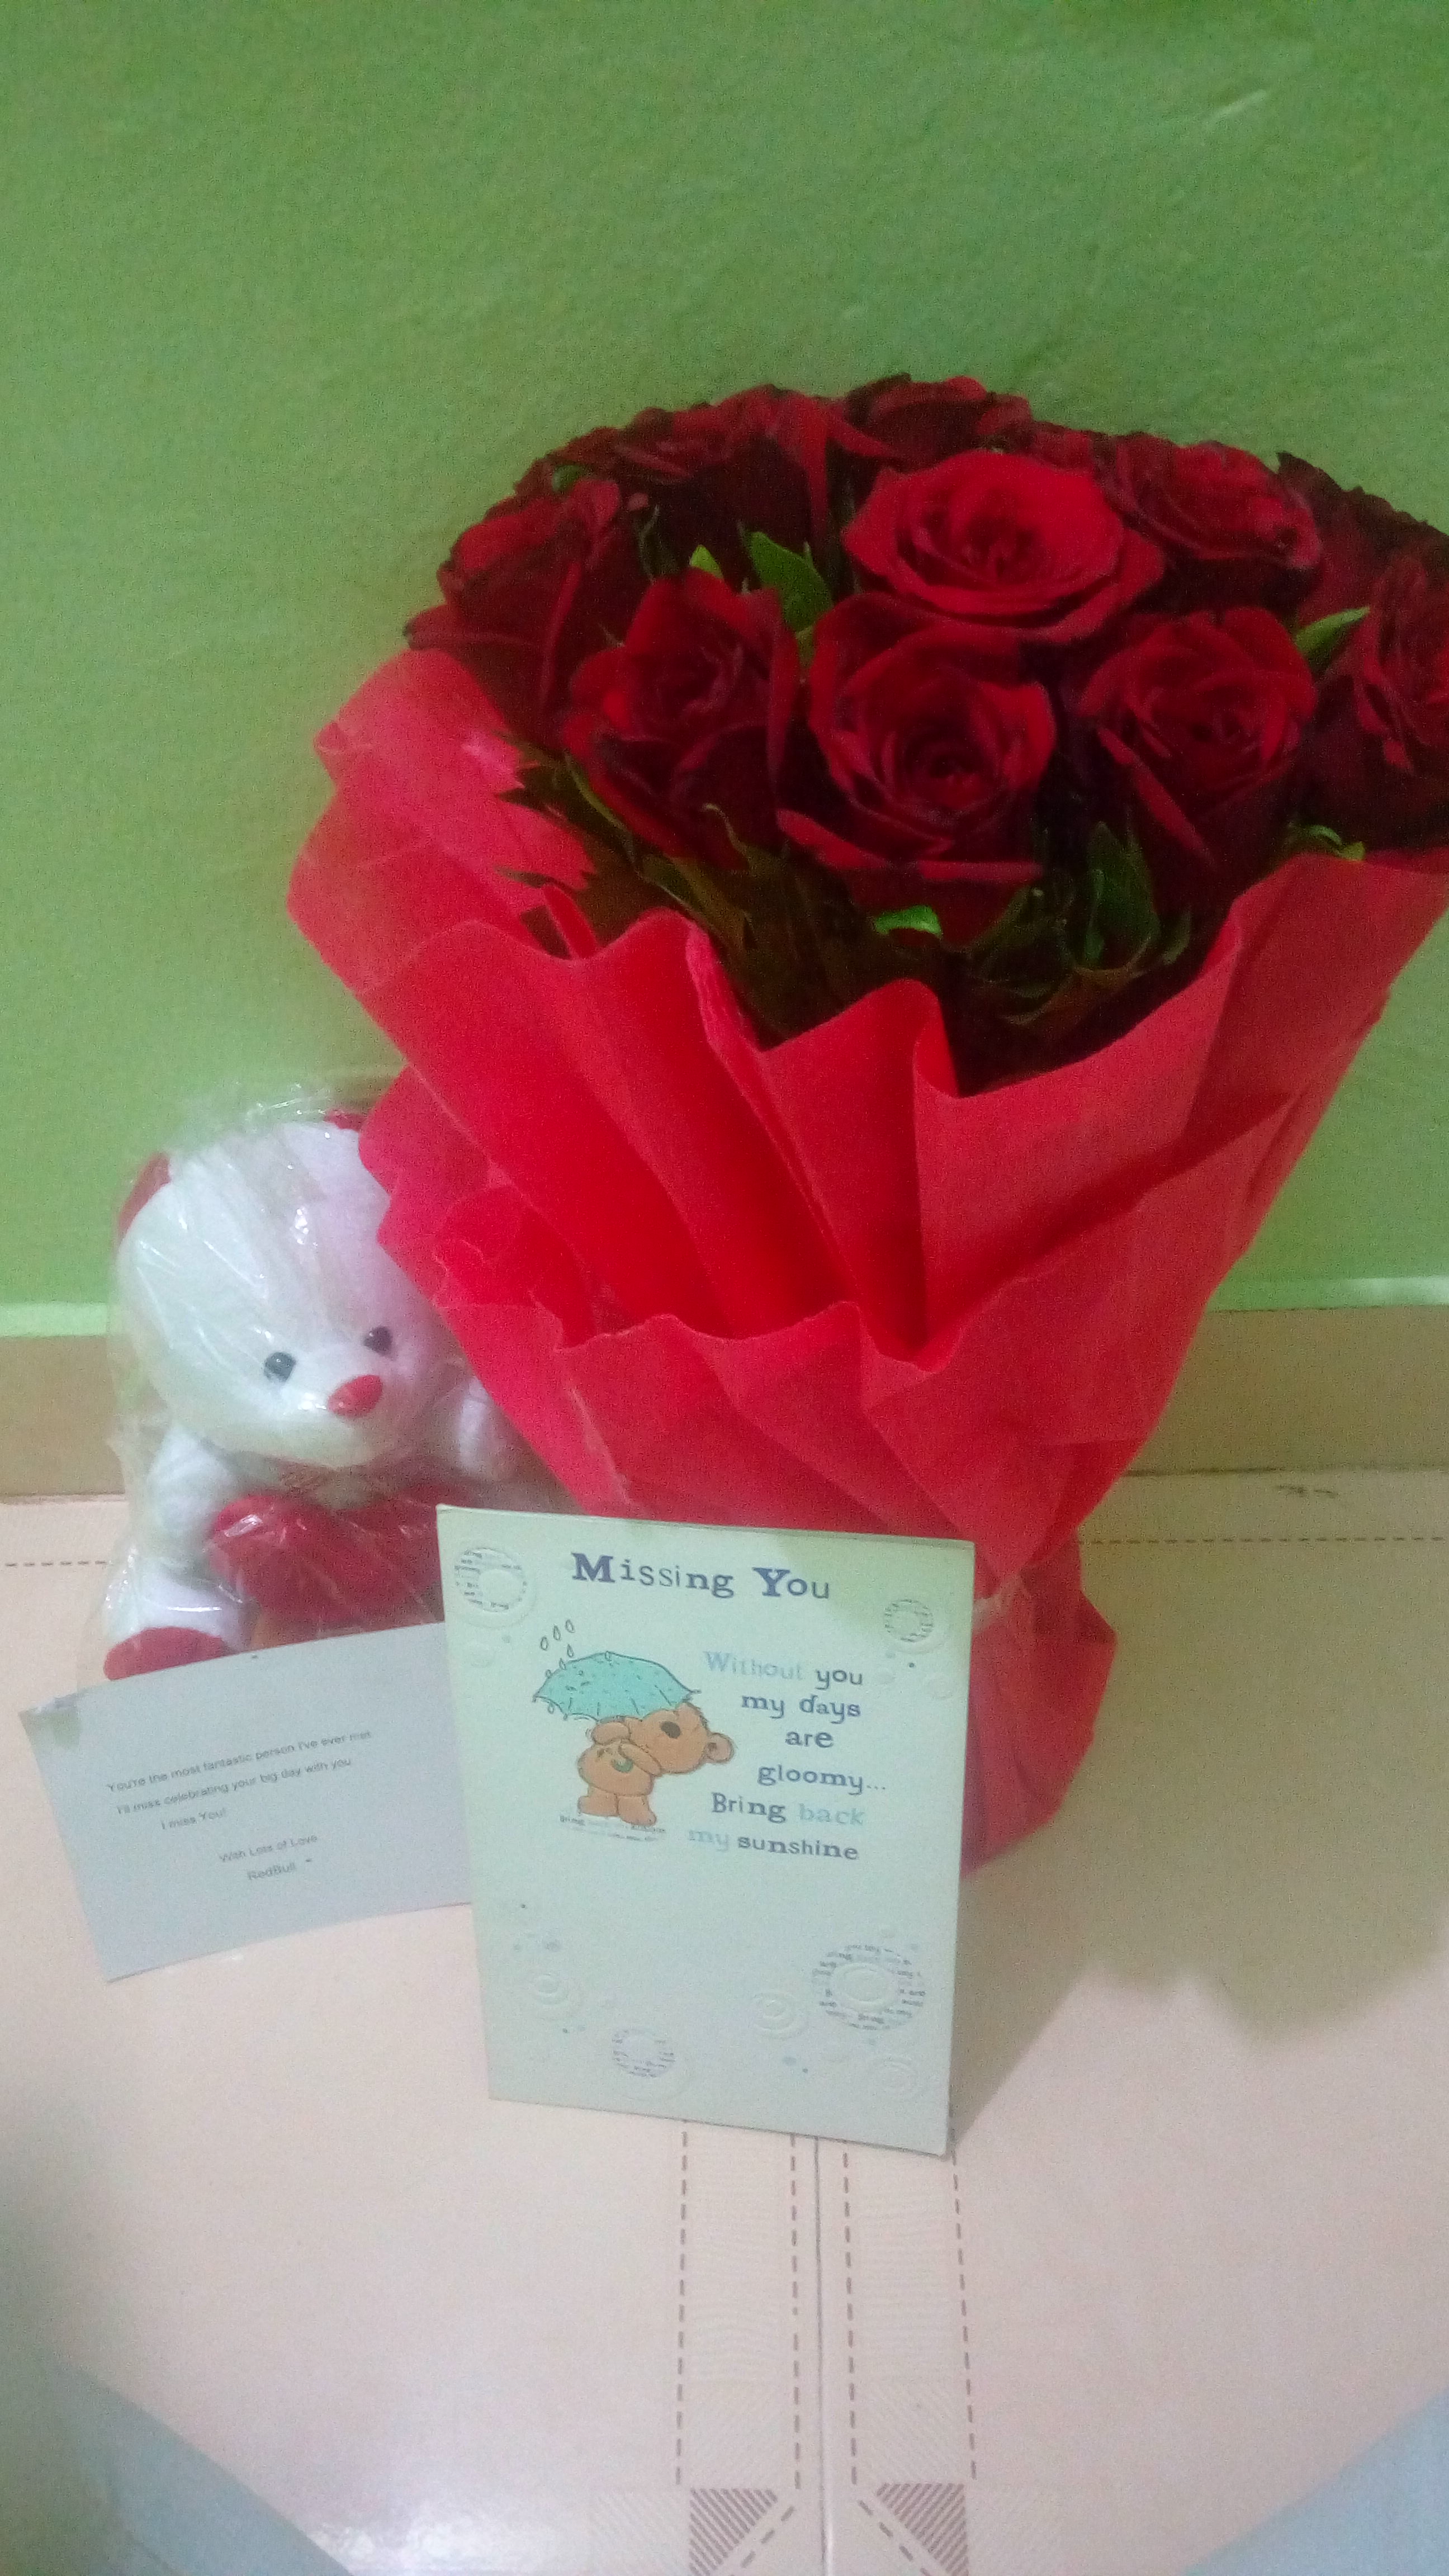 You're the most fantastic person I've ever met.
I'll miss celebrating your big day with you.
I miss You!
With Lots of Love
RedBull
Missing You
Without you
my days
are
gloomy...
Bring back
my sunshine